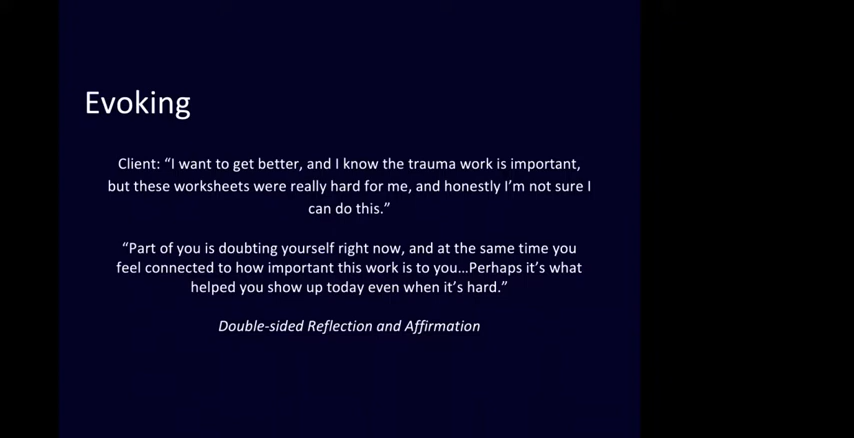 Evoking
Client: “I want to get better, and I know the trauma work is important,
but these worksheets were really hard for me, and honestly I’m not sure I
can do this.”
“Part of you is doubting yourself right now, and at the same time you
feel connected to how important this work is to you…Perhaps it’s what
helped you show up today even when it’s hard.”
Double-sided Reflection and Affirmation